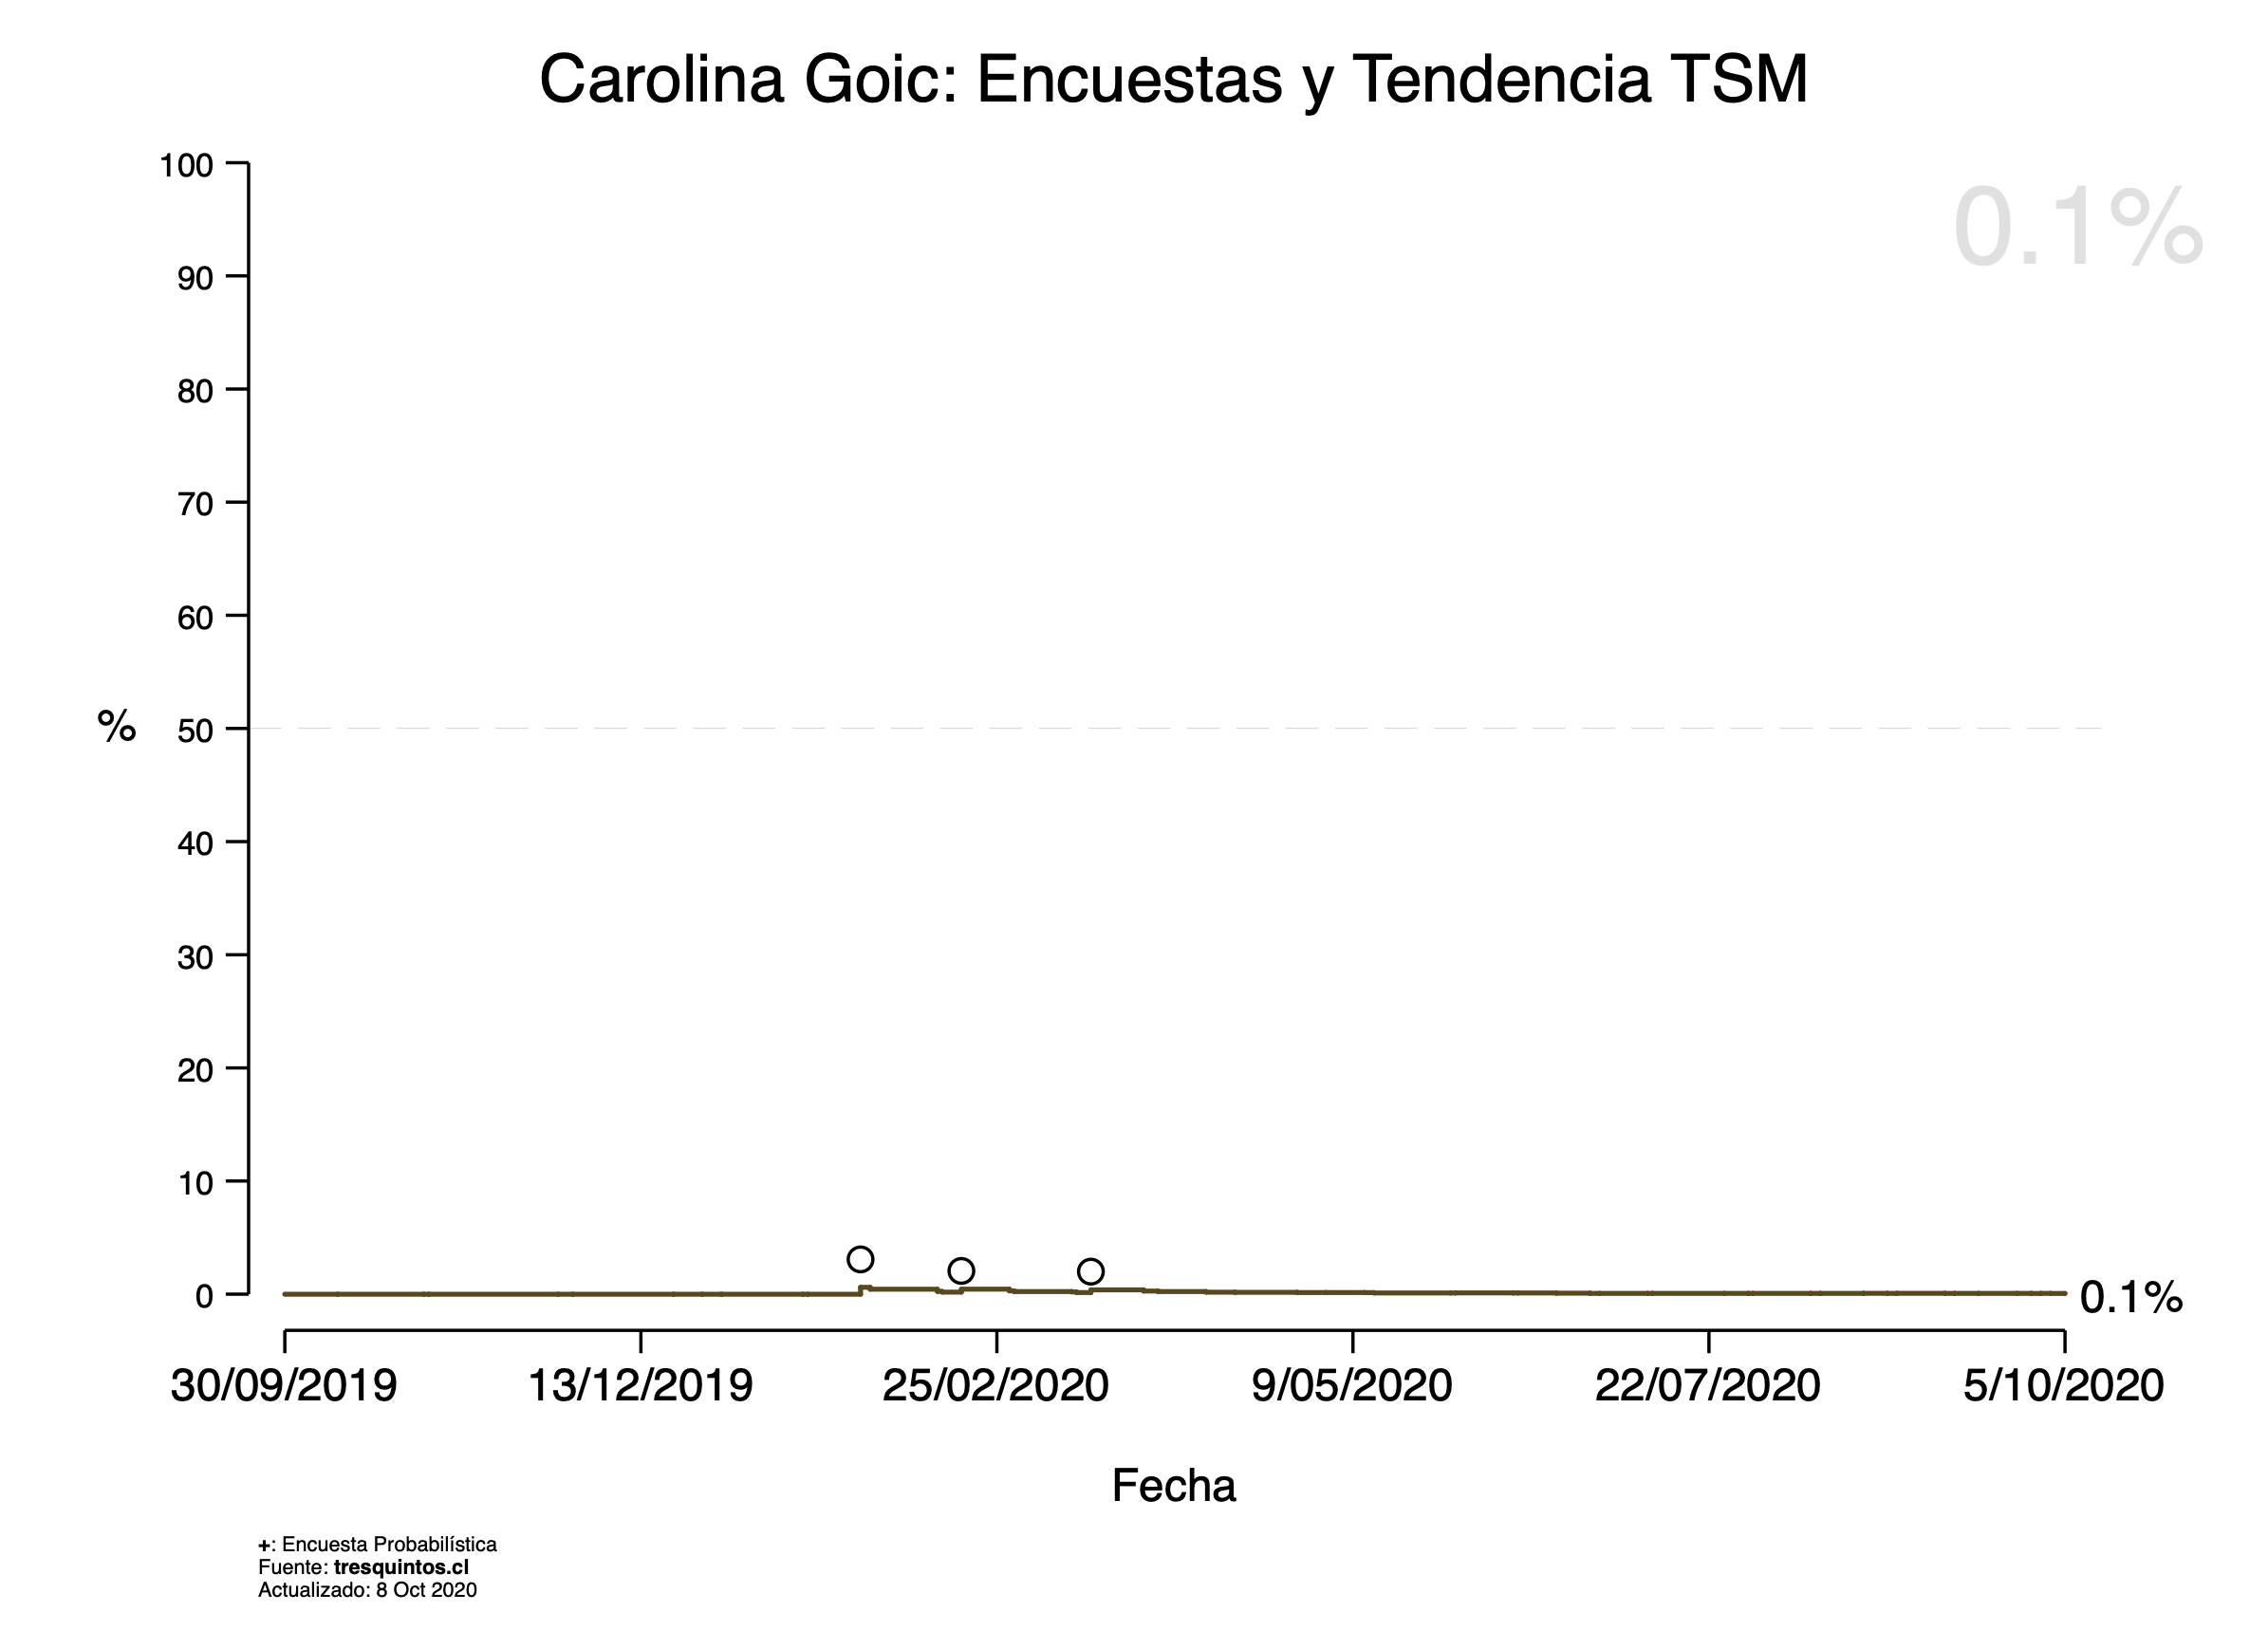 Carolina Goic: Encuestas y Tendencia TSM
0.1%
100
90
80
70
60
% 50
40
30
20
10
0
0.1%
30/09/2019 13/12/2019 25/02/2020 9/05/2020 22/07/2020 5/10/2020
Fecha
+: Encuesta Probabilística
Fuente: tresquintos.cl
Actualizado: 8 Oct 2020